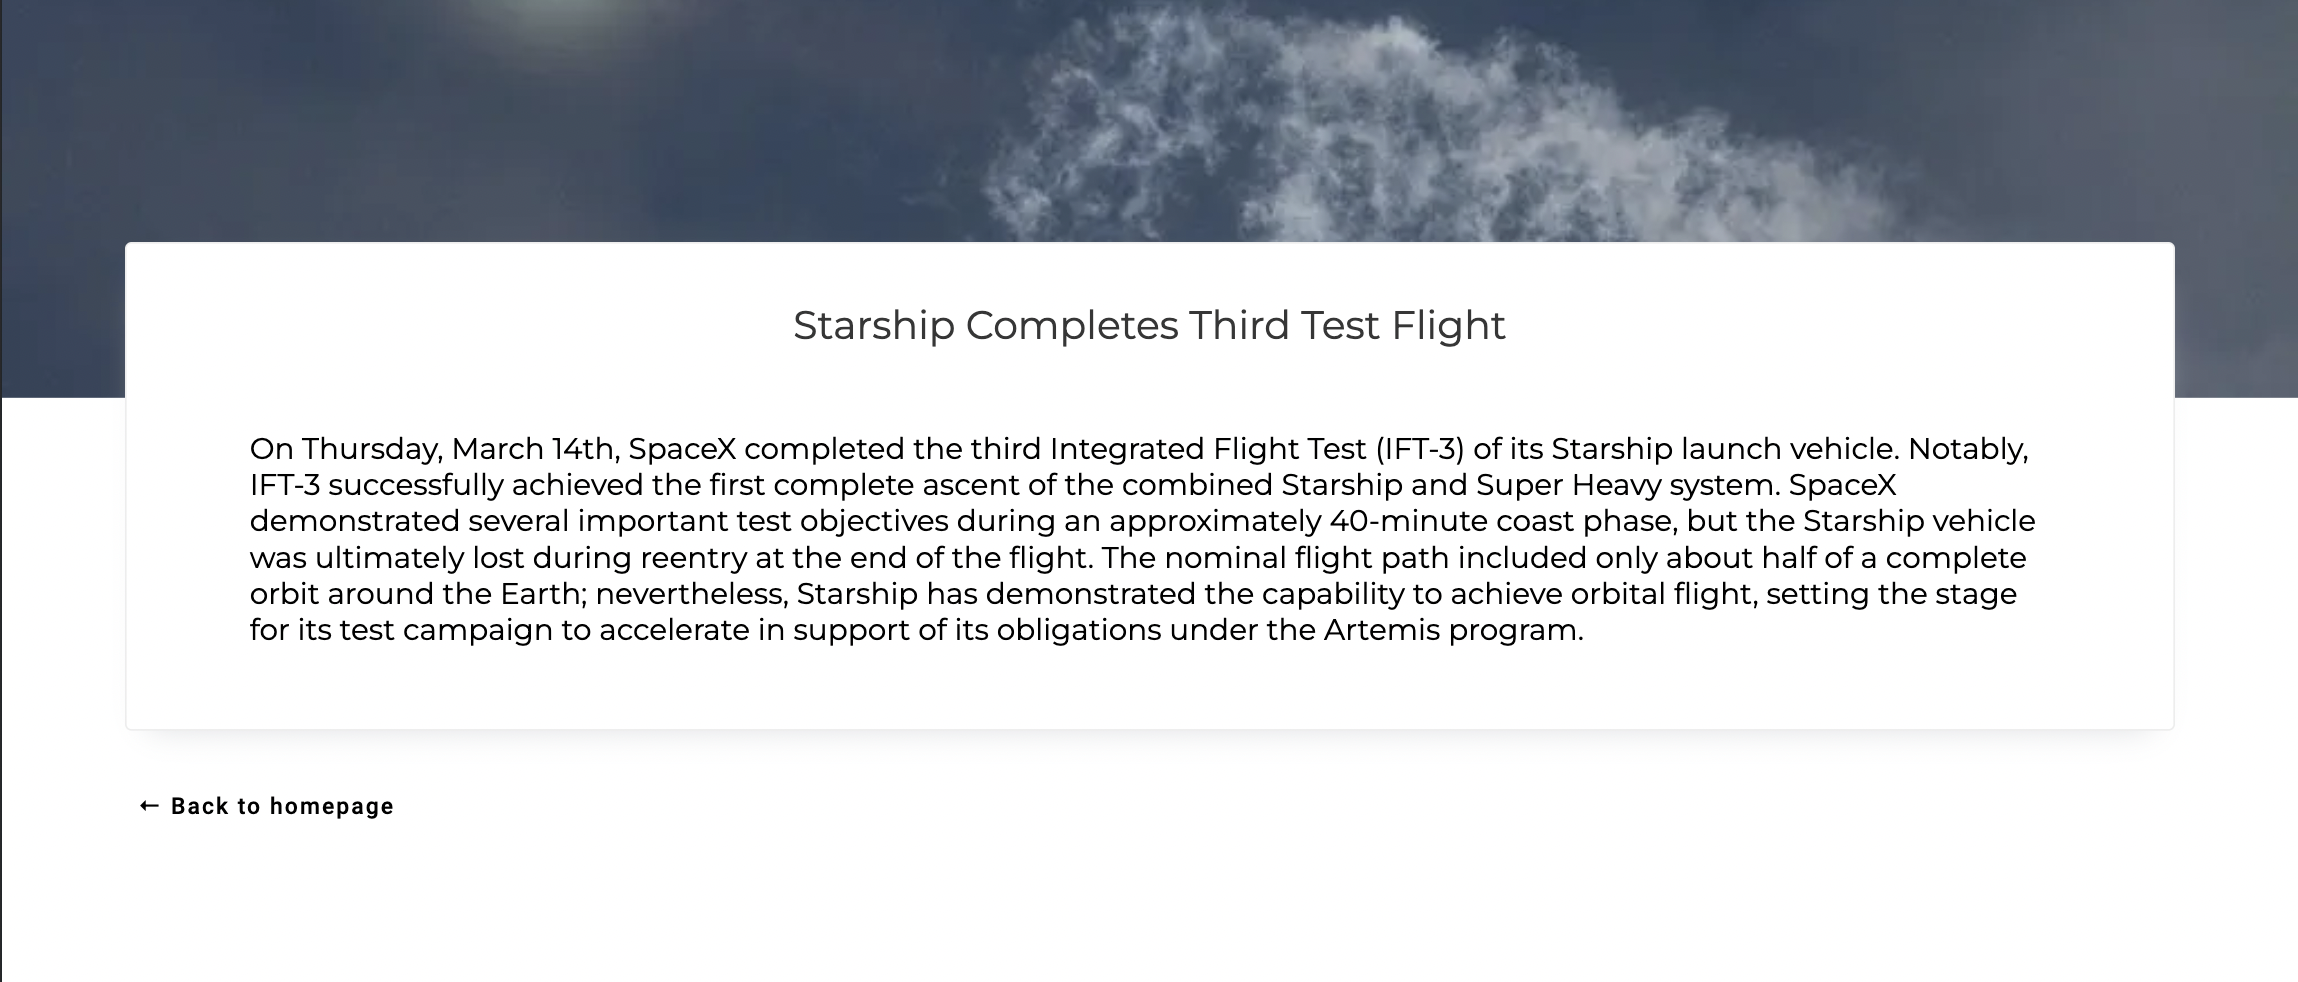 Starship Completes Third Test Flight
On Thursday, March 14th, SpaceX completed the third Integrated Flight Test (IFT-3) of its Starship launch vehicle. Notably,
IFT-3 successfully achieved the first complete ascent of the combined Starship and Super Heavy system. SpaceX
demonstrated several important test objectives during an approximately 40-minute coast phase, but the Starship vehicle
was ultimately lost during reentry at the end of the flight. The nominal flight path included only about half of a complete
orbit around the Earth; nevertheless, Starship has demonstrated the capability to achieve orbital flight, setting the stage
for its test campaign to accelerate in support of its obligations under the Artemis program.
← Back to homepage